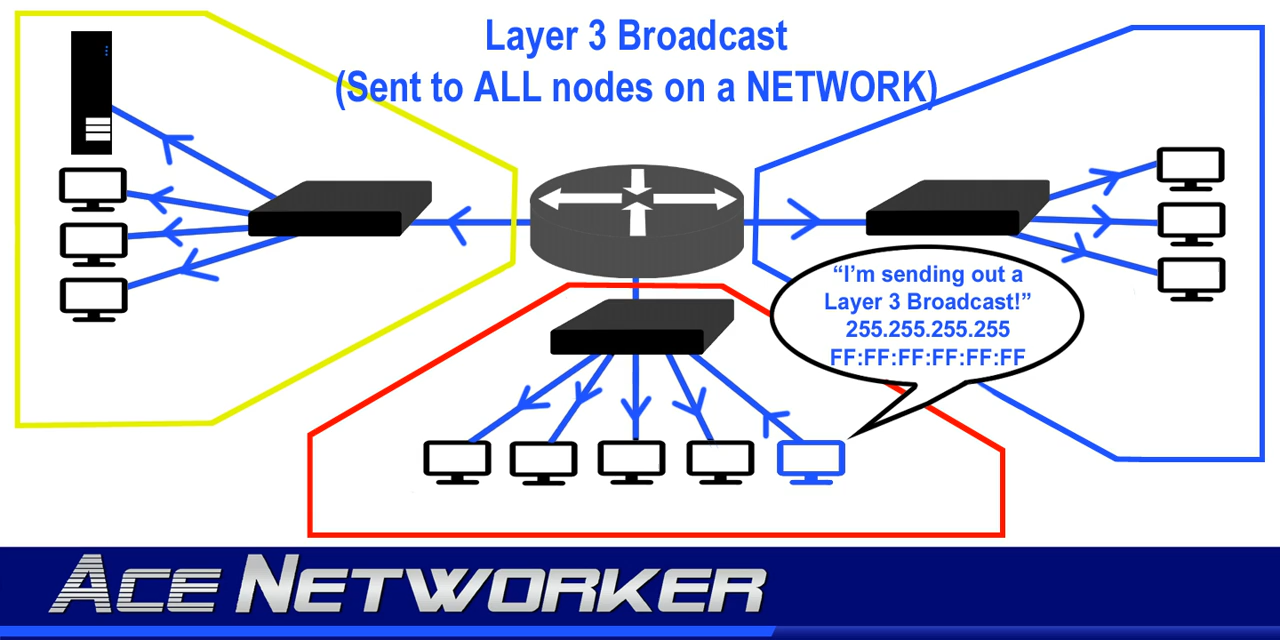 Layer 3 Broadcast
(Sent to ALL nodes on a NETWORK)
“I’m sending out a
Layer 3 Broadcast!”
255.255.255.255
FF:FF:FF:FF:FF:FF
ACE NETWORKER